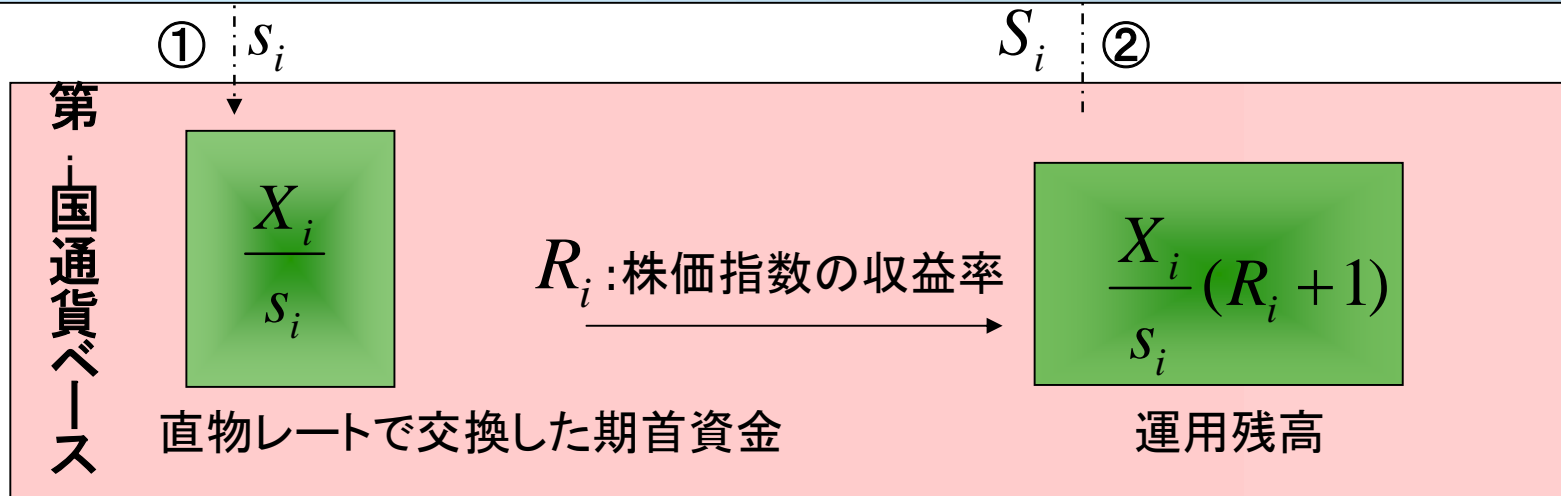 ① s_i
S_i ②
第i国通貨ベース
X_i / s_i
R_i:株価指数の収益率
X_i / s_i (R_i + 1)
直物レートで交換した期首資金
運用残高